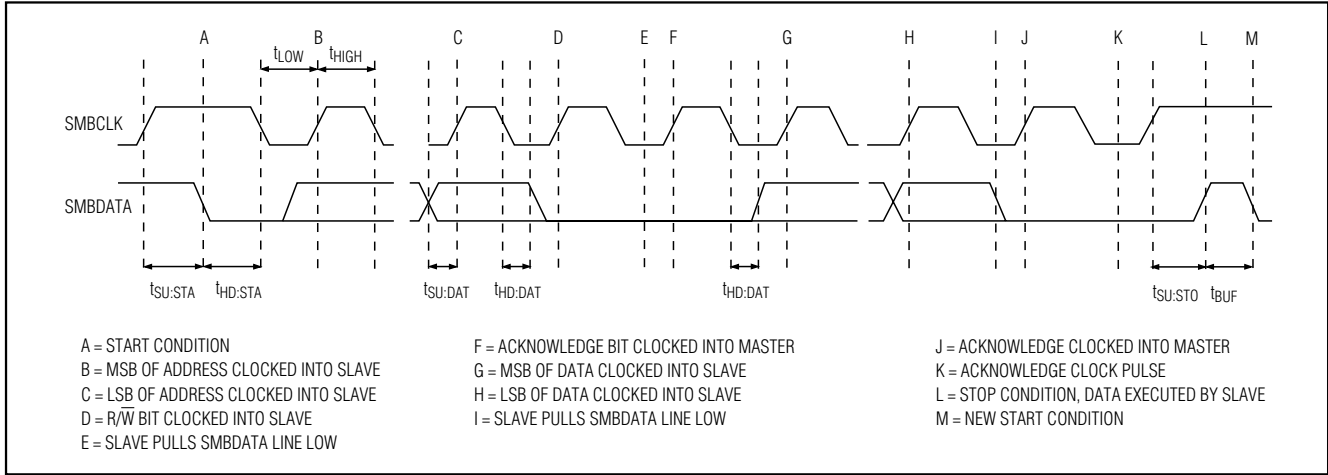 A B C D E F G H I J K L M
tLOW tHIGH
SMBCLK
SMBDATA
tSU:STA tHD:STA tSU:DAT tHD:DAT tHD:DAT tSU:STO tBUF
A = START CONDITION
B = MSB OF ADDRESS CLOCKED INTO SLAVE
C = LSB OF ADDRESS CLOCKED INTO SLAVE
D = R/W̅ BIT CLOCKED INTO SLAVE
E = SLAVE PULLS SMBDATA LINE LOW
F = ACKNOWLEDGE BIT CLOCKED INTO MASTER
G = MSB OF DATA CLOCKED INTO SLAVE
H = LSB OF DATA CLOCKED INTO SLAVE
I = SLAVE PULLS SMBDATA LINE LOW
J = ACKNOWLEDGE CLOCKED INTO MASTER
K = ACKNOWLEDGE CLOCK PULSE
L = STOP CONDITION, DATA EXECUTED BY SLAVE
M = NEW START CONDITION